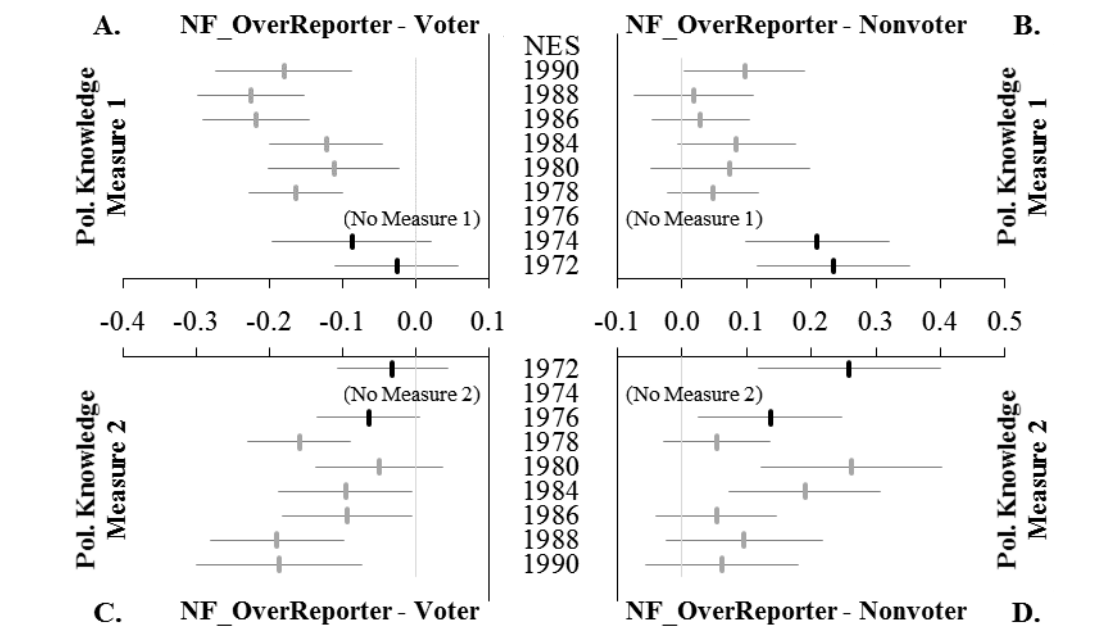 A. NF_OverReporter - Voter NF_OverReporter - Nonvoter B.
NES
1990
1988
1986
1984
1980
1978
1976
1974
1972
Pol. Knowledge
Measure 1
(No Measure 1)
(No Measure 1)
Pol. Knowledge
Measure 1
-0.4 -0.3 -0.2 -0.1 0.0 0.1
-0.1 0.0 0.1 0.2 0.3 0.4 0.5
1972
1974
1976
1978
1980
1984
1986
1988
1990
Pol. Knowledge
Measure 2
(No Measure 2)
(No Measure 2)
Pol. Knowledge
Measure 2
C. NF_OverReporter - Voter NF_OverReporter - Nonvoter D.